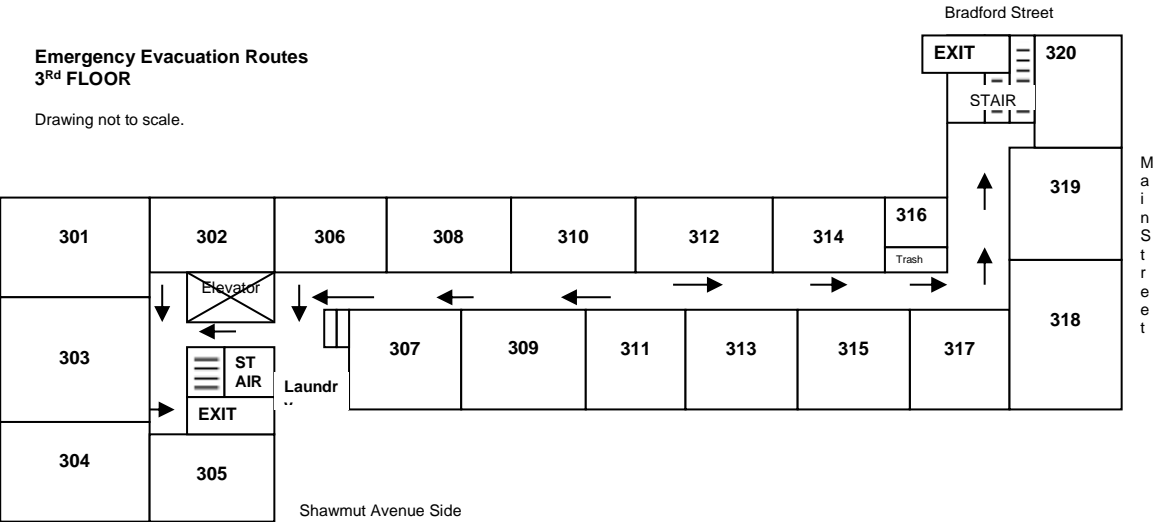 Bradford Street
Emergency Evacuation Routes
3Rd FLOOR
Drawing not to scale.
EXIT
320
STAIR
Main Street
319
301
302
306
308
310
312
314
316
Trash
Elevator
318
303
307
309
311
313
315
317
ST
AIR
Laundr
EXIT
304
305
Shawmut Avenue Side